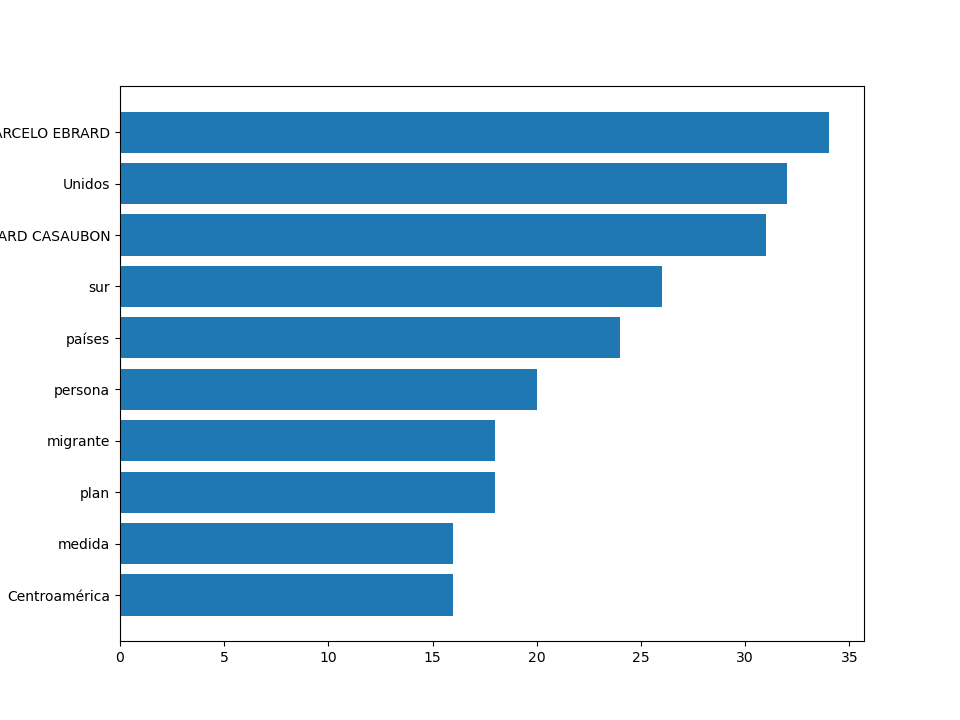 ARCELO EBRARD
Unidos
ARD CASAUBON
sur
países
persona
migrante
plan
medida
Centroamérica
0 5 10 15 20 25 30 35